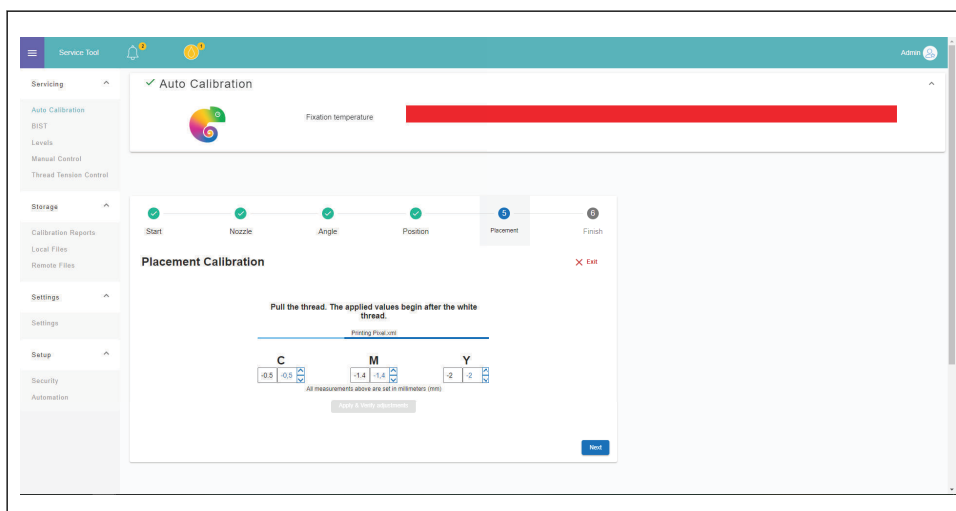 Service Tool
Admin
Servicing
Auto Calibration
BIST
Levels
Manual Control
Thread Tension Control
Storage
Calibration Reports
Local Files
Remote Files
Settings
Settings
Setup
Security
Automation
Auto Calibration
Fixation temperature
5 6
Start Nozzle Angle Position Placement Finish
Placement Calibration
Exit
Pull the thread. The applied values begin after the white
thread.
Printing Pixel.xml
C M Y
-0.5 -0,5 -1.4 -1,4 -2 -2
All measurements above are set in millimeters (mm)
Apply & Verify adjustments
Next